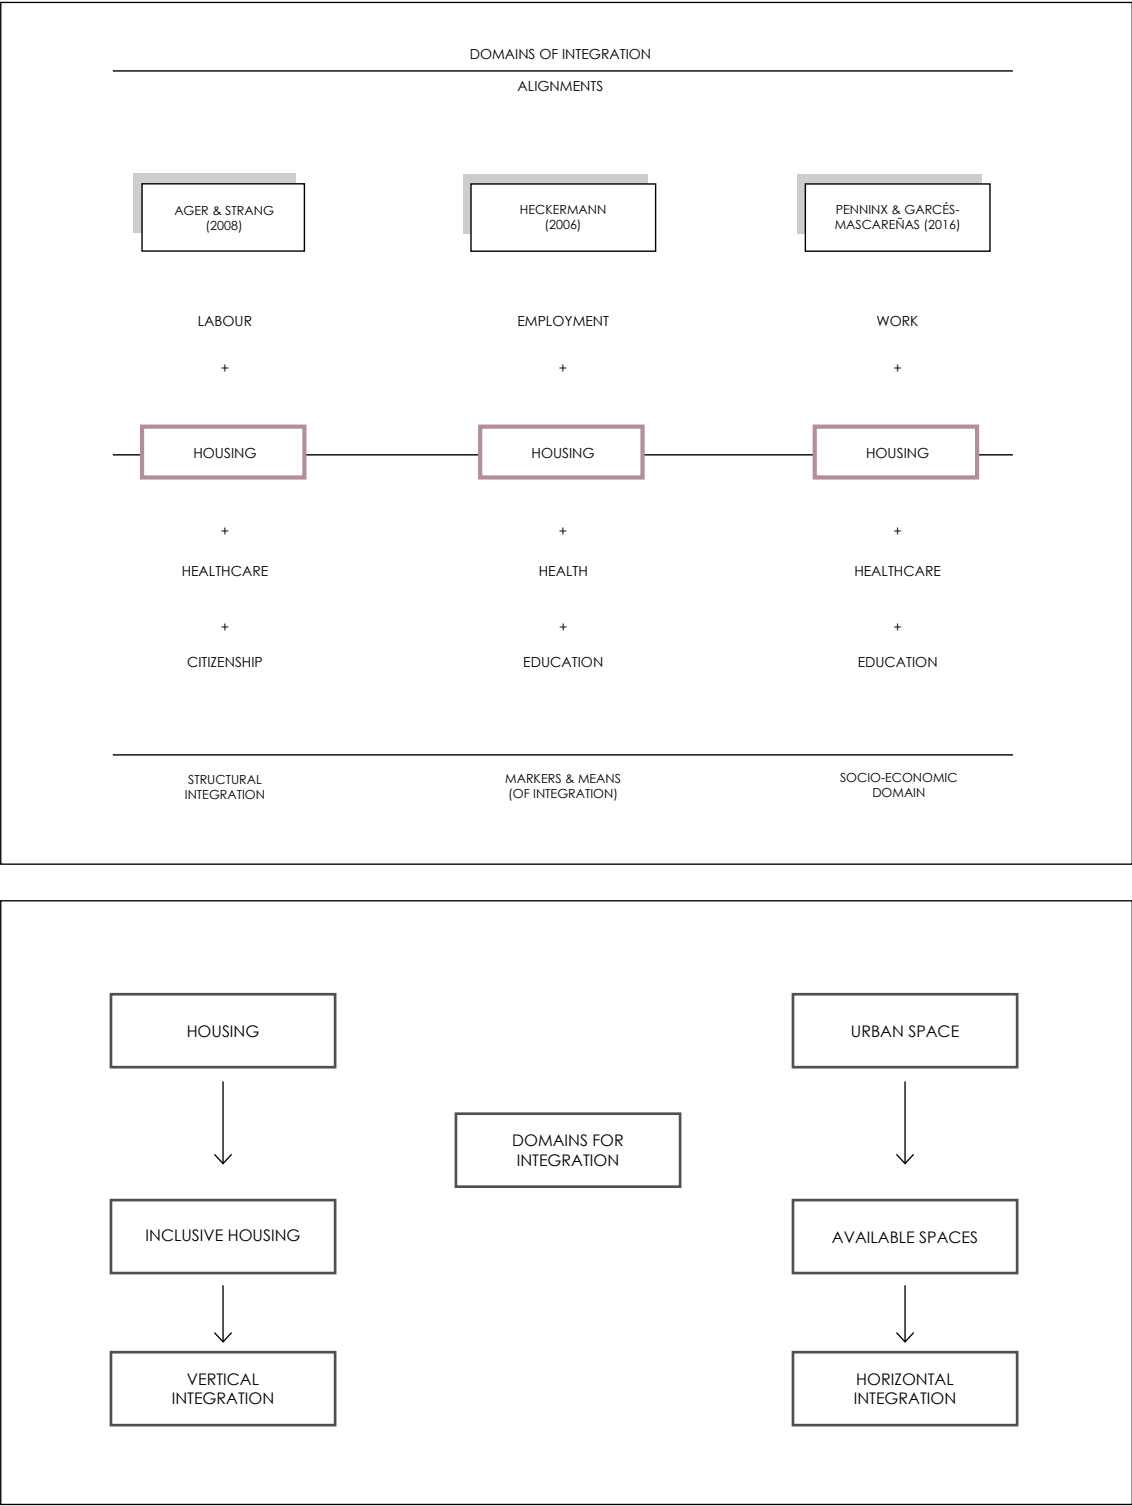 DOMAINS OF INTEGRATION
ALIGNMENTS
AGER & STRANG
(2008)
HECKERMANN
(2006)
PENNINX & GARCÉS-
MASCAREÑAS (2016)
LABOUR
EMPLOYMENT
WORK
+
+
+
HOUSING
HOUSING
HOUSING
+
+
+
HEALTHCARE
HEALTH
HEALTHCARE
+
+
+
CITIZENSHIP
EDUCATION
EDUCATION
STRUCTURAL
INTEGRATION
MARKERS & MEANS
(OF INTEGRATION)
SOCIO-ECONOMIC
DOMAIN
HOUSING
URBAN SPACE
DOMAINS FOR
INTEGRATION
INCLUSIVE HOUSING
AVAILABLE SPACES
VERTICAL
INTEGRATION
HORIZONTAL
INTEGRATION